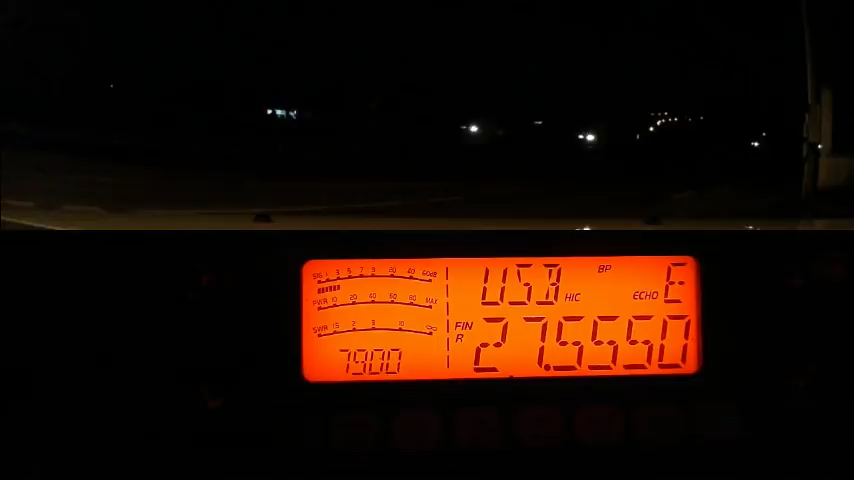 SIG 1 3 5 7 9 20 40 60dB
PWR 10 20 60 60 80 MAX
SWR 1.5 2 3 10 ∞
7900
USB HIC BP ECHO E
FIN
R
27.5550